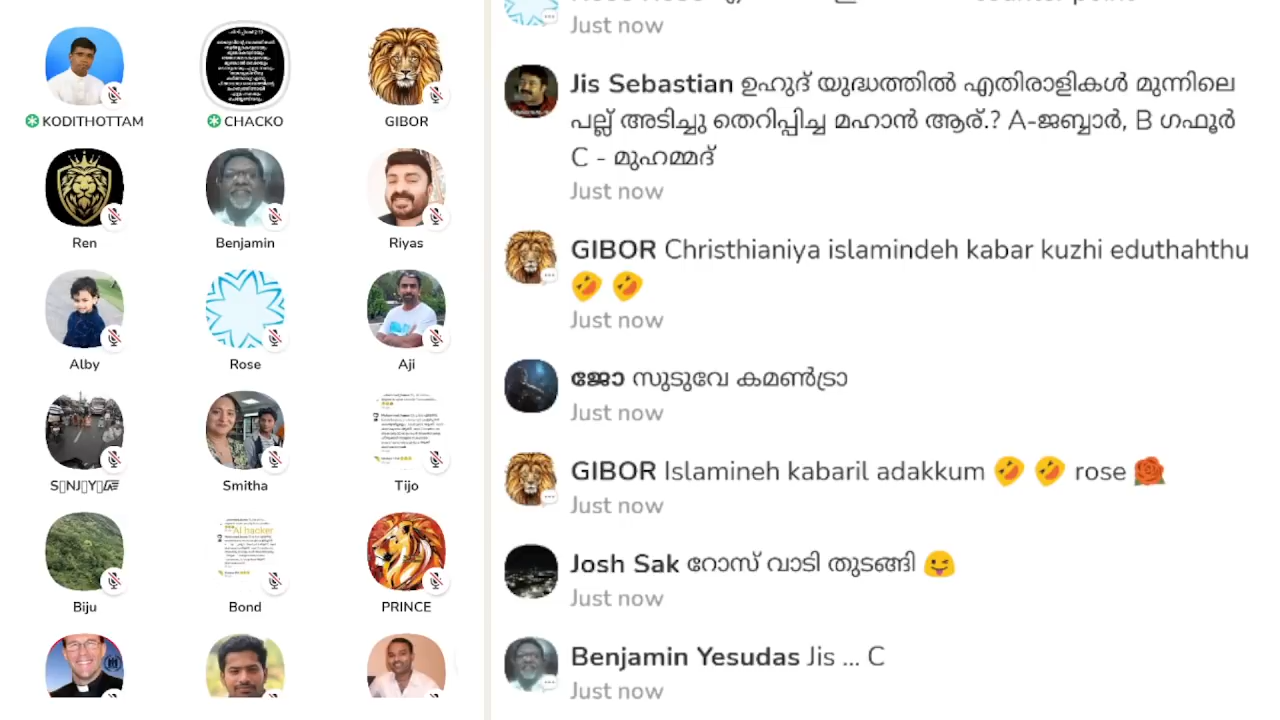 KODITHOTTAM
CHACKO
GIBOR
Ren
Benjamin
Riyas
Alby
Rose
Aji
Smitha
Tijo
Biju
AI hacker
Bond
PRINCE
Just now
Jis Sebastian ഉഹുദ് യുദ്ധത്തിൽ എതിരാളികൾ മുന്നിലെ
പല്ല് അടിച്ചു തെറിപ്പിച്ച മഹാൻ ആര്.? A-ജബ്ബാർ, B ഗഫൂർ
C - മുഹമ്മദ്
Just now
GIBOR Christhianiya islamindeh kabar kuzhi eduthahthu
🤣 🤣
Just now
ജോ സുടുവേ കമൺട്രാ
Just now
GIBOR Islamineh kabaril adakkum 🤣 🤣 rose 🌹
Just now
Josh Sak റോസ് വാടി തുടങ്ങി 😜
Just now
Benjamin Yesudas Jis ... C
Just now